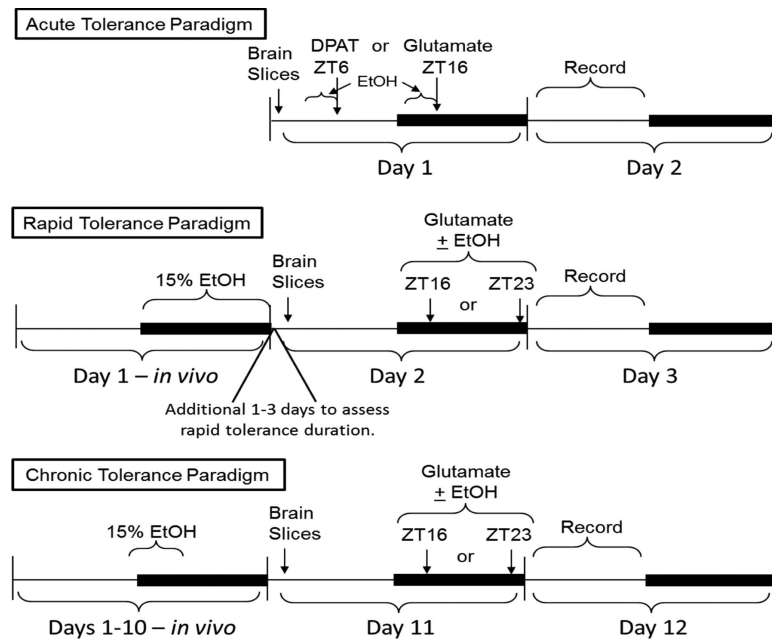 Acute Tolerance Paradigm
Brain
Slices
DPAT or Glutamate
ZT6
ZT16
EtOH
Record
Day 1
Day 2
Rapid Tolerance Paradigm
15% EtOH
Brain
Slices
Glutamate
+ EtOH
ZT16
or
ZT23
Record
Day 1 – in vivo
Day 2
Day 3
Additional 1-3 days to assess
rapid tolerance duration.
Chronic Tolerance Paradigm
15% EtOH
Brain
Slices
Glutamate
+ EtOH
ZT16
or
ZT23
Record
Days 1-10 – in vivo
Day 11
Day 12